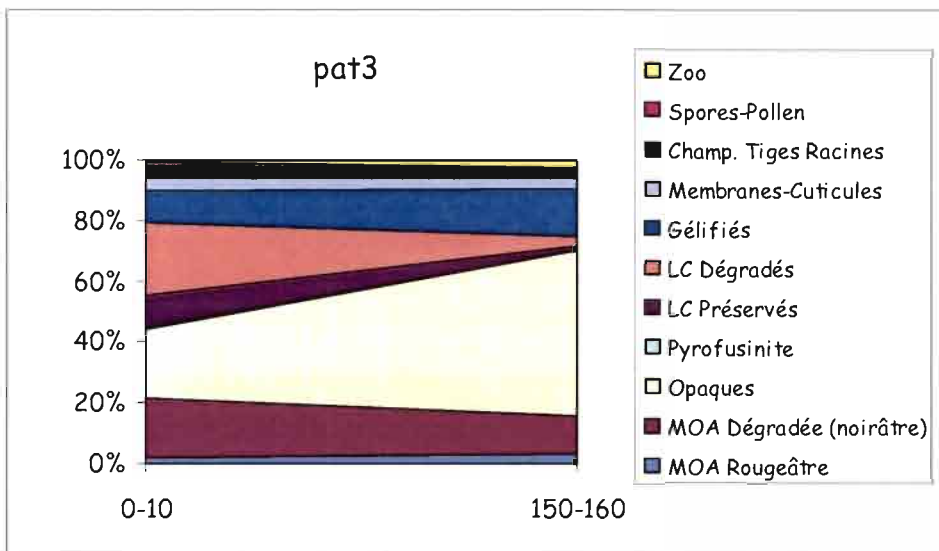 pat3
100%
80%
60%
40%
20%
0%
0-10
150-160
Zoo
Spores-Pollen
Champ. Tiges Racines
Membranes-Cuticules
Gélifiés
LC Dégradés
LC Préservés
Pyrofusinite
Opaques
MOA Dégradée (noirâtre)
MOA Rougeâtre